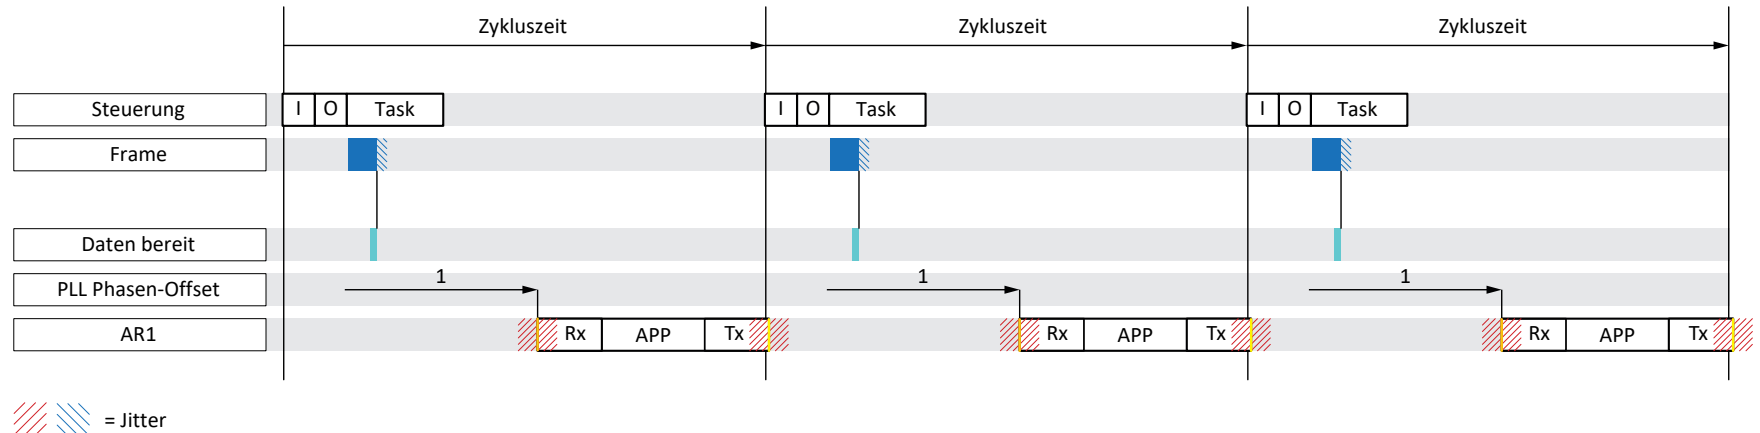 Zykluszeit Zykluszeit Zykluszeit
Steuerung I O Task I O Task I O Task
Frame
Daten bereit
PLL Phasen-Offset 1 1 1
AR1 Rx APP Tx Rx APP Tx Rx APP Tx
= Jitter